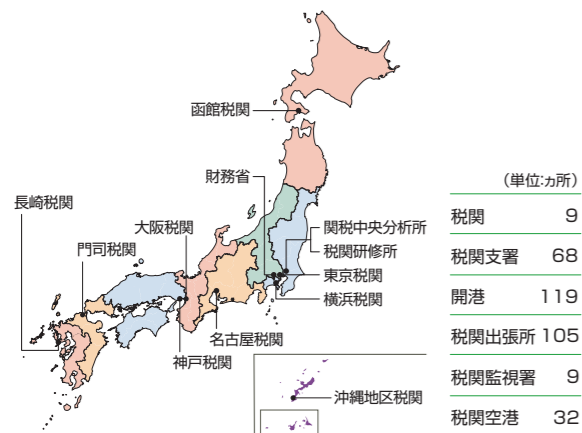 函館税関
財務省
長崎税関
大阪税関
門司税関
関税中央分析所
税関研修所
東京税関
横浜税関
名古屋税関
神戸税関
沖縄地区税関
(単位:ヵ所)
税関 9
税関支署 68
開港 119
税関出張所 105
税関監視署 9
税関空港 32